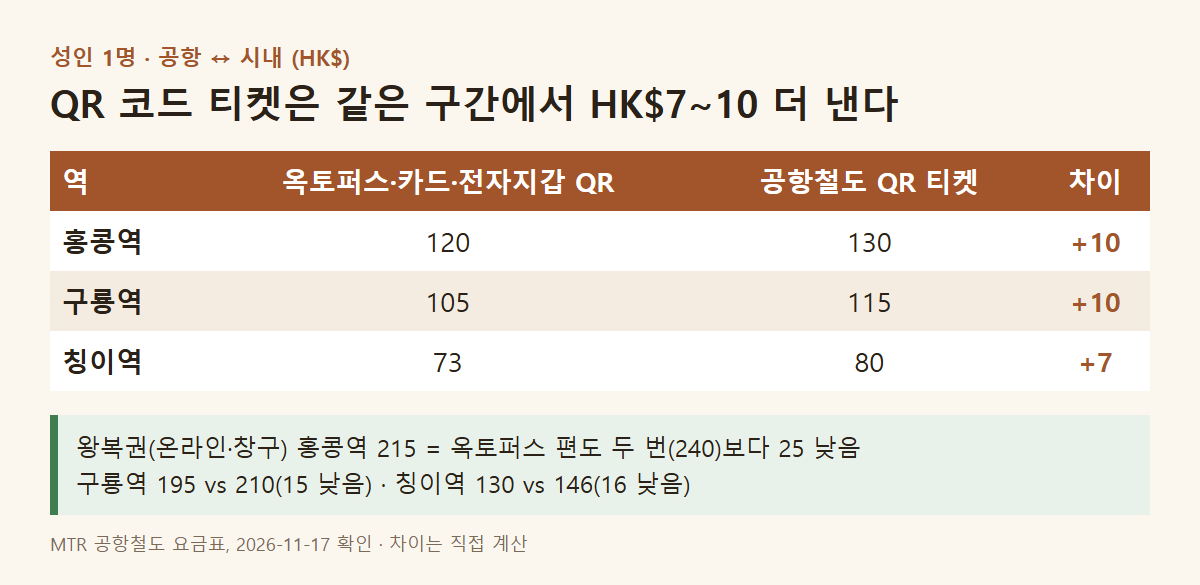 성인 1명 · 공항 ↔ 시내 (HK$)
QR 코드 티켓은 같은 구간에서 HK$7~10 더 낸다
역 옥토퍼스·카드·전자지갑 QR 공항철도 QR 티켓 차이
홍콩역 120 130 +10
구룡역 105 115 +10
칭이역 73 80 +7
왕복권(온라인·창구) 홍콩역 215 = 옥토퍼스 편도 두 번(240)보다 25 낮음
구룡역 195 vs 210(15 낮음) · 칭이역 130 vs 146(16 낮음)
MTR 공항철도 요금표, 2026-11-17 확인 · 차이는 직접 계산